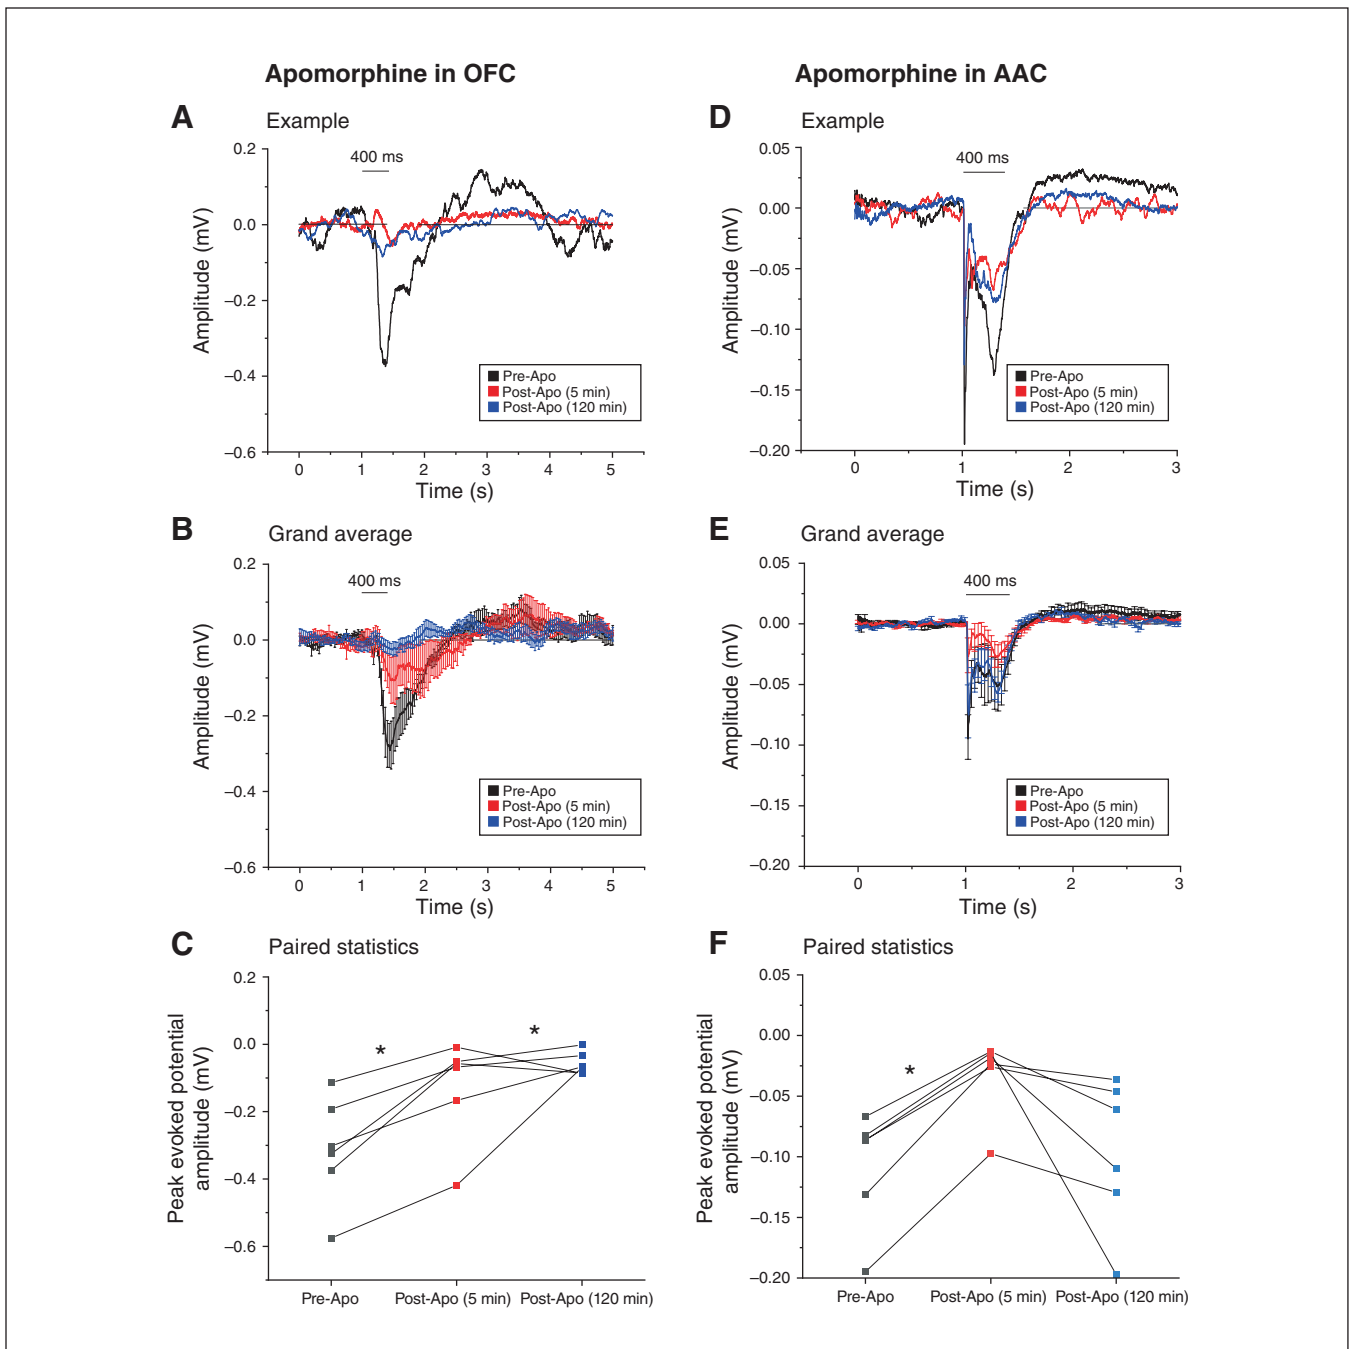 Apomorphine in OFC
A
Example
400 ms
0.2
0.0
–0.2
–0.4
–0.6
Amplitude (mV)
Pre-Apo
Post-Apo (5 min)
Post-Apo (120 min)
0 1 2 3 4 5
Time (s)
B
Grand average
400 ms
0.2
0.0
–0.2
–0.4
–0.6
Amplitude (mV)
Pre-Apo
Post-Apo (5 min)
Post-Apo (120 min)
0 1 2 3 4 5
Time (s)
C
Paired statistics
0.2
0.0
–0.2
–0.4
–0.6
Peak evoked potential
amplitude (mV)
*
*
Pre-Apo Post-Apo (5 min) Post-Apo (120 min)
Apomorphine in AAC
D
Example
400 ms
0.05
0.00
–0.05
–0.10
–0.15
–0.20
Amplitude (mV)
Pre-Apo
Post-Apo (5 min)
Post-Apo (120 min)
0 1 2 3
Time (s)
E
Grand average
400 ms
0.05
0.00
–0.05
–0.10
–0.15
–0.20
Amplitude (mV)
Pre-Apo
Post-Apo (5 min)
Post-Apo (120 min)
0 1 2 3
Time (s)
F
Paired statistics
0.05
0.00
–0.05
–0.10
–0.15
–0.20
Peak evoked potential
amplitude (mV)
*
Pre-Apo Post-Apo (5 min) Post-Apo (120 min)